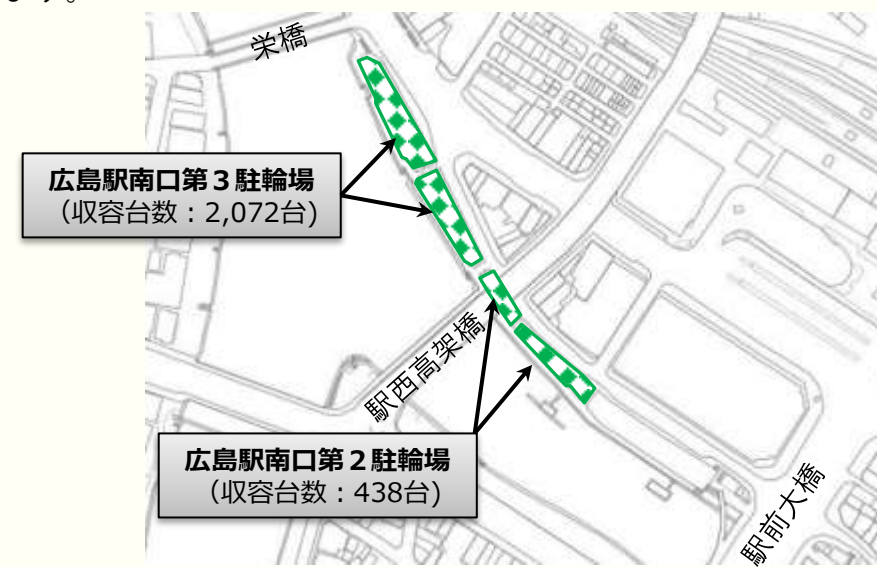 ます。
栄橋
広島駅南口第３駐輪場
（収容台数：2,072台)
駅西高架橋
広島駅南口第２駐輪場
（収容台数：438台)
駅前大橋